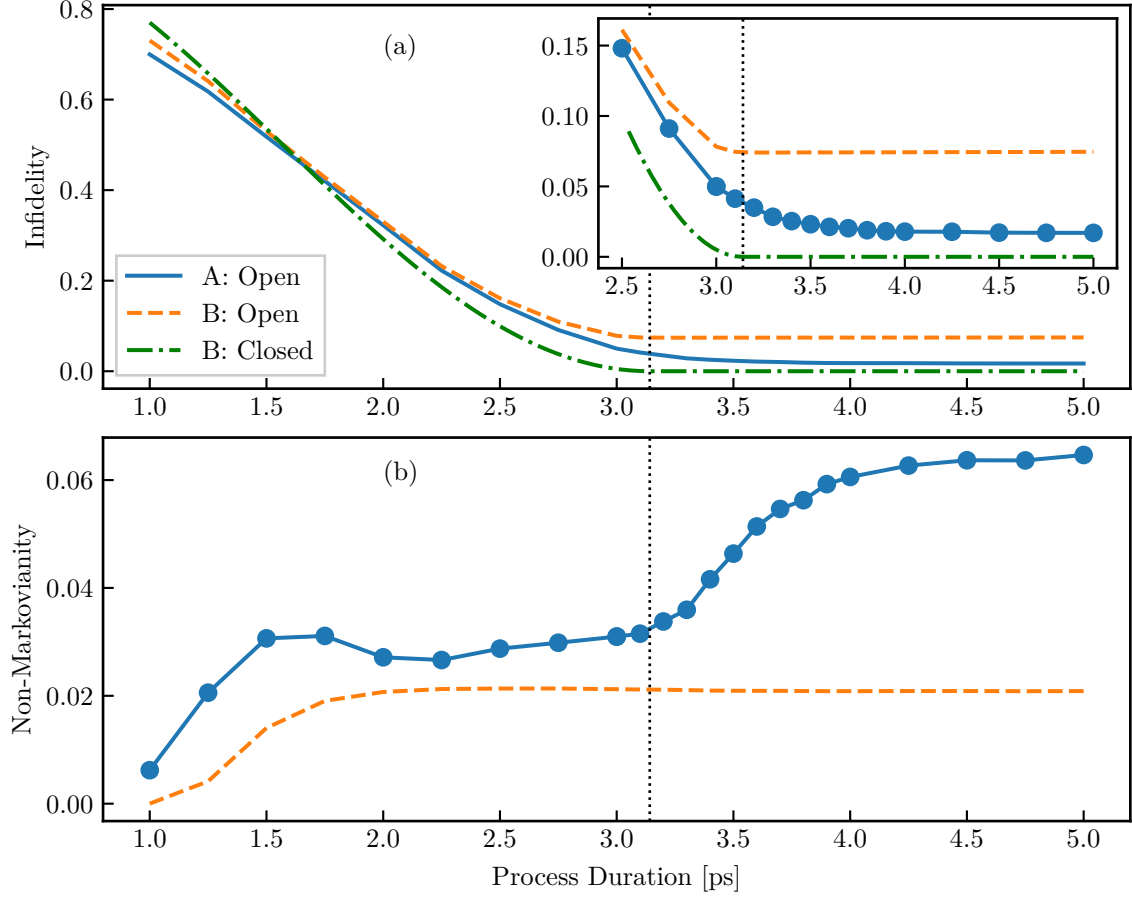 0.8
0.6
0.4
0.2
0.0
Infidelity
(a)
A: Open
B: Open
B: Closed
0.15
0.10
0.05
0.00
2.5 3.0 3.5 4.0 4.5 5.0
1.0 1.5 2.0 2.5 3.0 3.5 4.0 4.5 5.0
(b)
0.06
0.04
0.02
0.00
Non-Markovianity
1.0 1.5 2.0 2.5 3.0 3.5 4.0 4.5 5.0
Process Duration [ps]